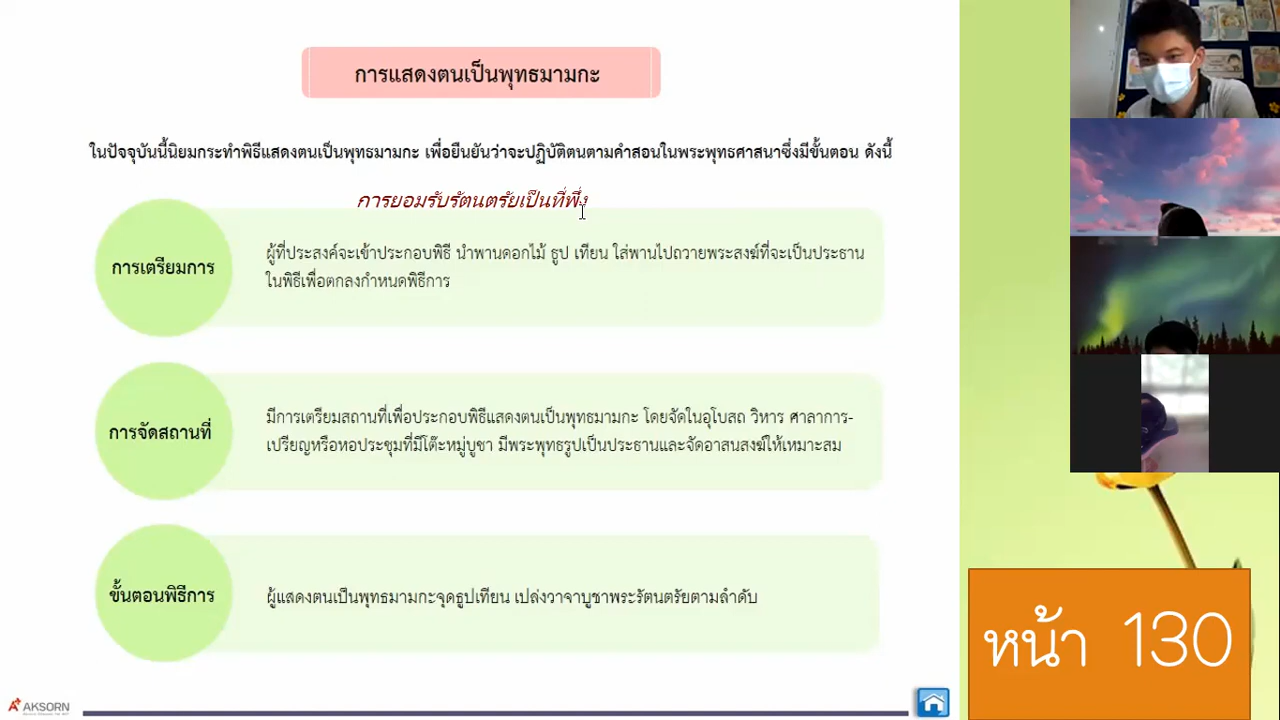 การแสดงตนเป็นพุทธมามกะ
ในปัจจุบันนี้นิยมกระทำพิธีแสดงตนเป็นพุทธมามกะ เพื่อยืนยันว่าจะปฏิบัติตนตามคำสอนในพระพุทธศาสนาซึ่งมีขั้นตอน ดังนี้
การยอมรับรัตนตรัยเป็นที่พึ่ง
การเตรียมการ
ผู้ที่ประสงค์จะเข้าประกอบพิธี นำพานดอกไม้ ธูป เทียน ใส่พานไปถวายพระสงฆ์ที่จะเป็นประธาน
ในพิธีเพื่อตกลงกำหนดพิธีการ
การจัดสถานที่
มีการเตรียมสถานที่เพื่อประกอบพิธีแสดงตนเป็นพุทธมามกะ โดยจัดในอุโบสถ วิหาร ศาลาการ-
เปรียญหรือหอประชุมที่มีโต๊ะหมู่บูชา มีพระพุทธรูปเป็นประธานและจัดอาสนสงฆ์ให้เหมาะสม
ขั้นตอนพิธีการ
ผู้แสดงตนเป็นพุทธมามกะจุดธูปเทียน เปล่งวาจาบูชาพระรัตนตรัยตามลำดับ
หน้า 130
AKSORN